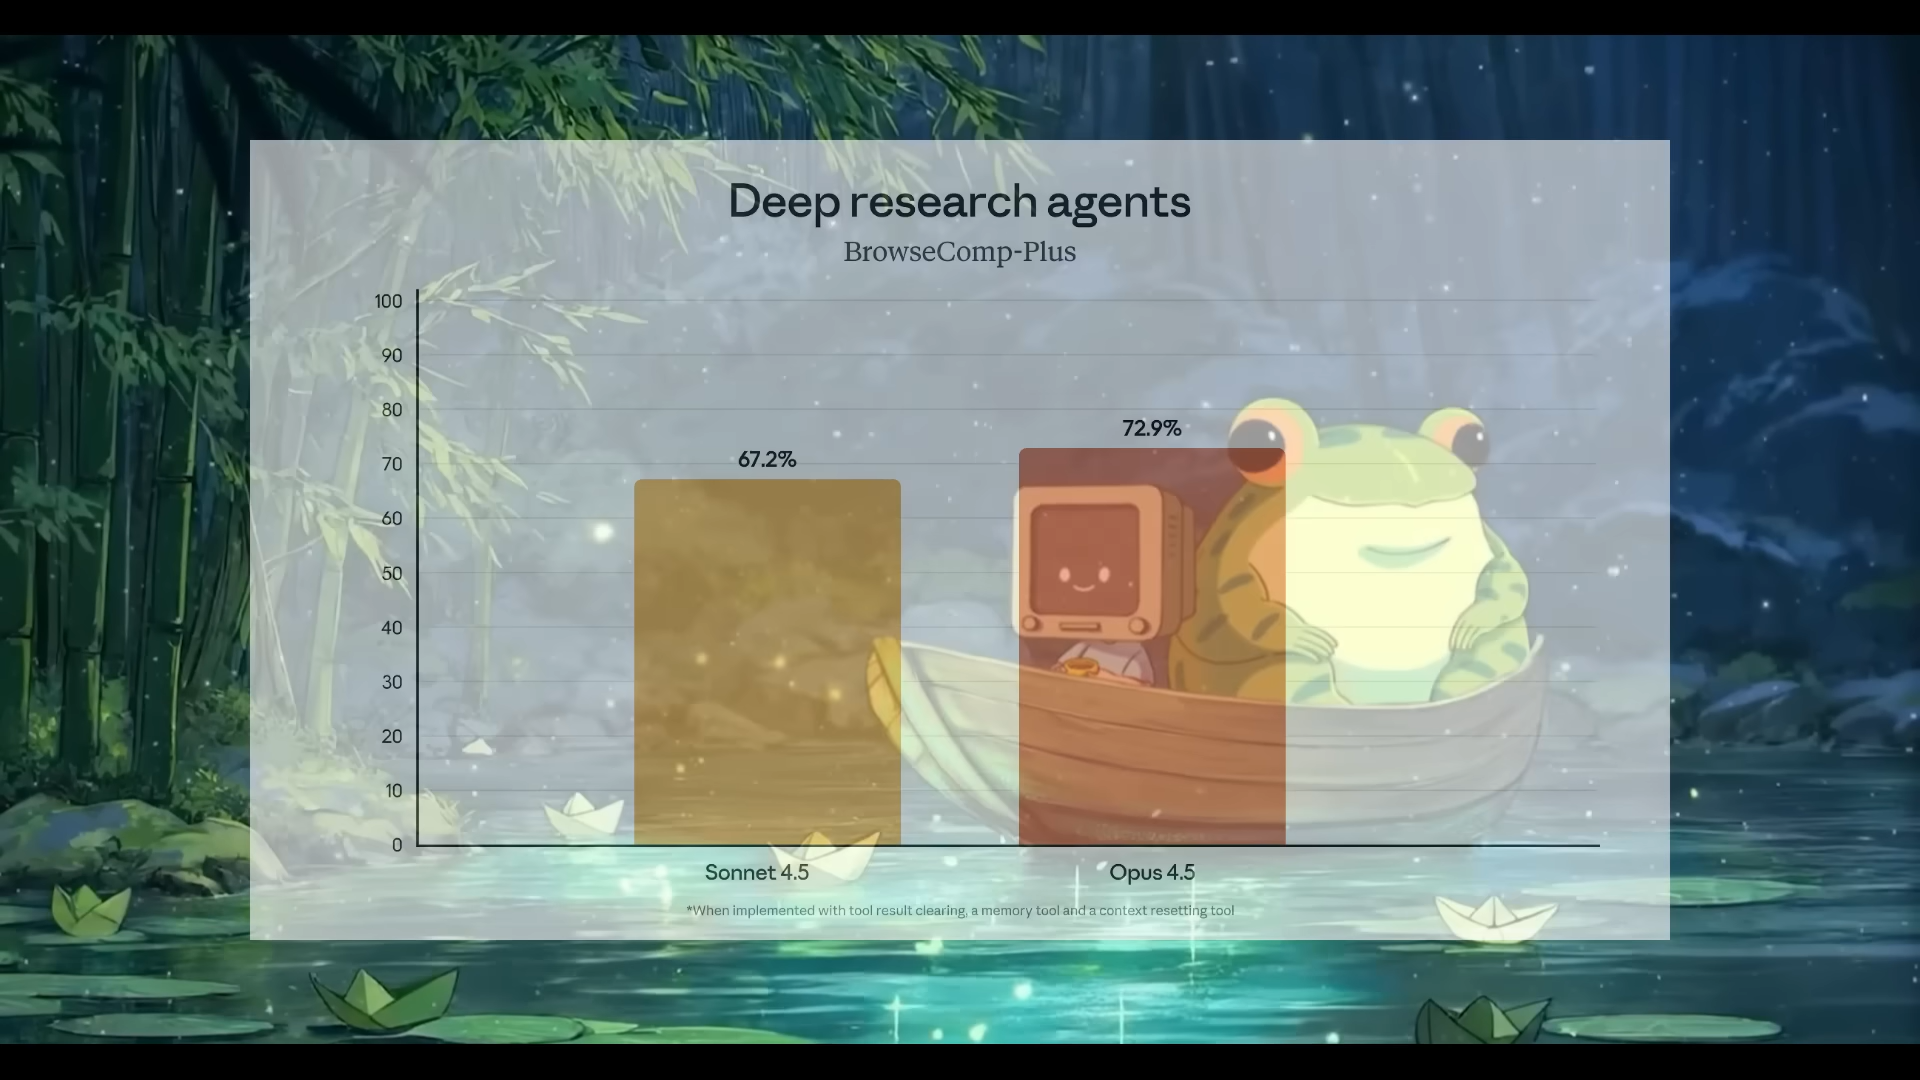 Deep research agents
BrowseComp-Plus
100
90
80
70
60
50
40
30
20
10
0
67.2%
72.9%
Sonnet 4.5
Opus 4.5
*When implemented with tool result clearing, a memory tool and a context resetting tool